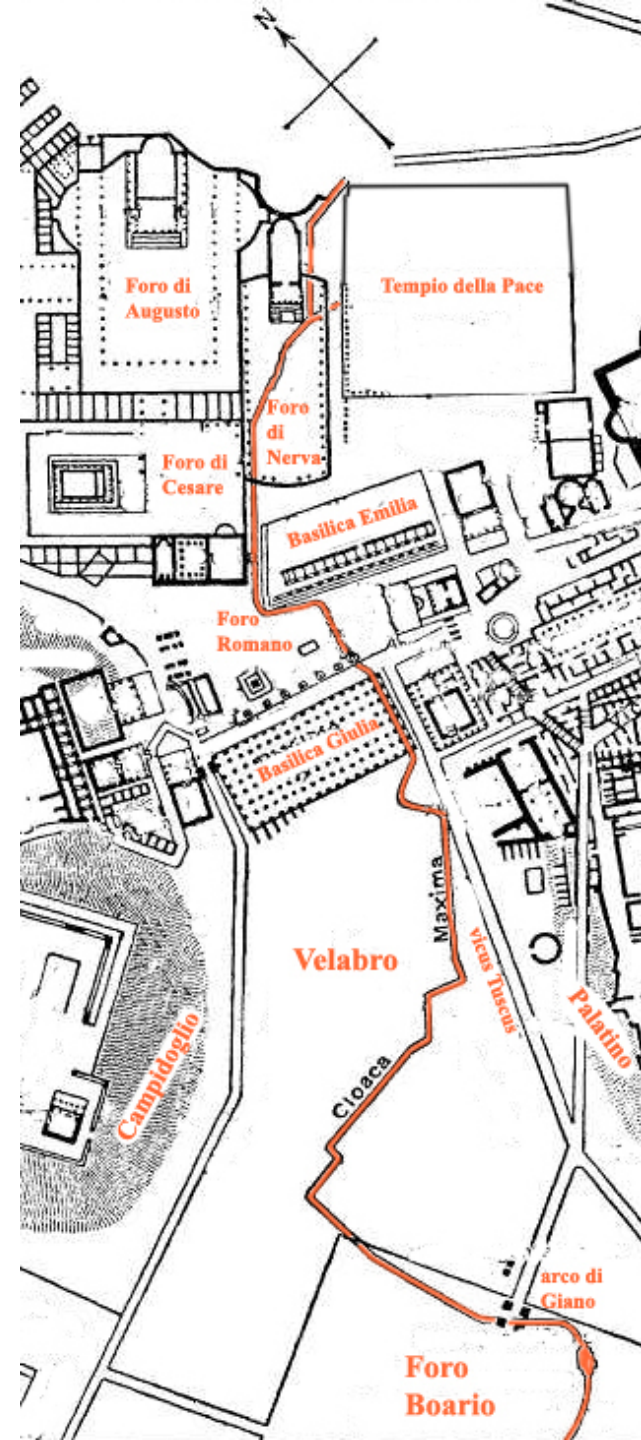 N
Foro di
Augusto
Tempio della Pace
Foro
di
Nerva
Foro di
Cesare
Basilica Emilia
Foro
Romano
Basilica Giulia
Maxima
vicus Tuscus
Velabro
Palatino
Campidoglio
Cloaca
arco di
Giano
Foro
Boario